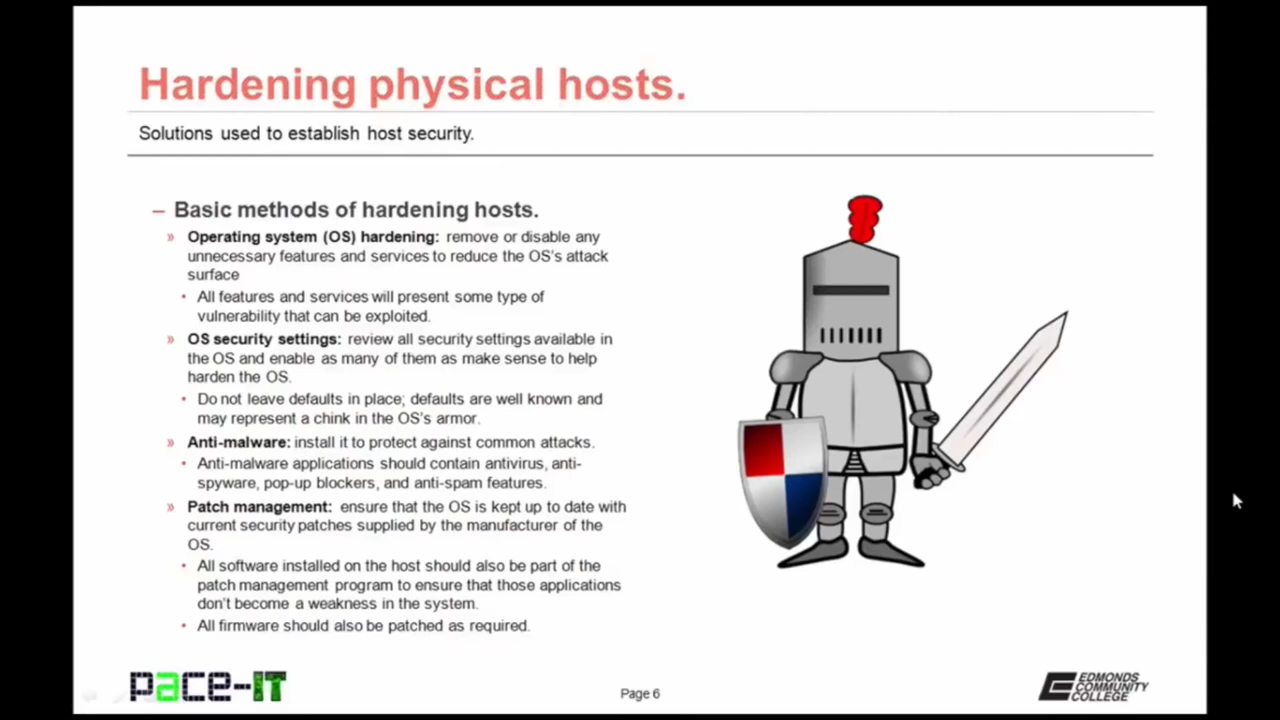 Hardening physical hosts.
Solutions used to establish host security.
– Basic methods of hardening hosts.
» Operating system (OS) hardening: remove or disable any
unnecessary features and services to reduce the OS's attack
surface
• All features and services will present some type of
vulnerability that can be exploited.
» OS security settings: review all security settings available in
the OS and enable as many of them as make sense to help
harden the OS.
• Do not leave defaults in place; defaults are well known and
may represent a chink in the OS's armor.
» Anti-malware: install it to protect against common attacks.
• Anti-malware applications should contain antivirus, anti-
spyware, pop-up blockers, and anti-spam features.
» Patch management: ensure that the OS is kept up to date with
current security patches supplied by the manufacturer of the
OS.
• All software installed on the host should also be part of the
patch management program to ensure that those applications
don't become a weakness in the system.
• All firmware should also be patched as required.
pace-IT
Page 6
EDMONDS
COMMUNITY
COLLEGE